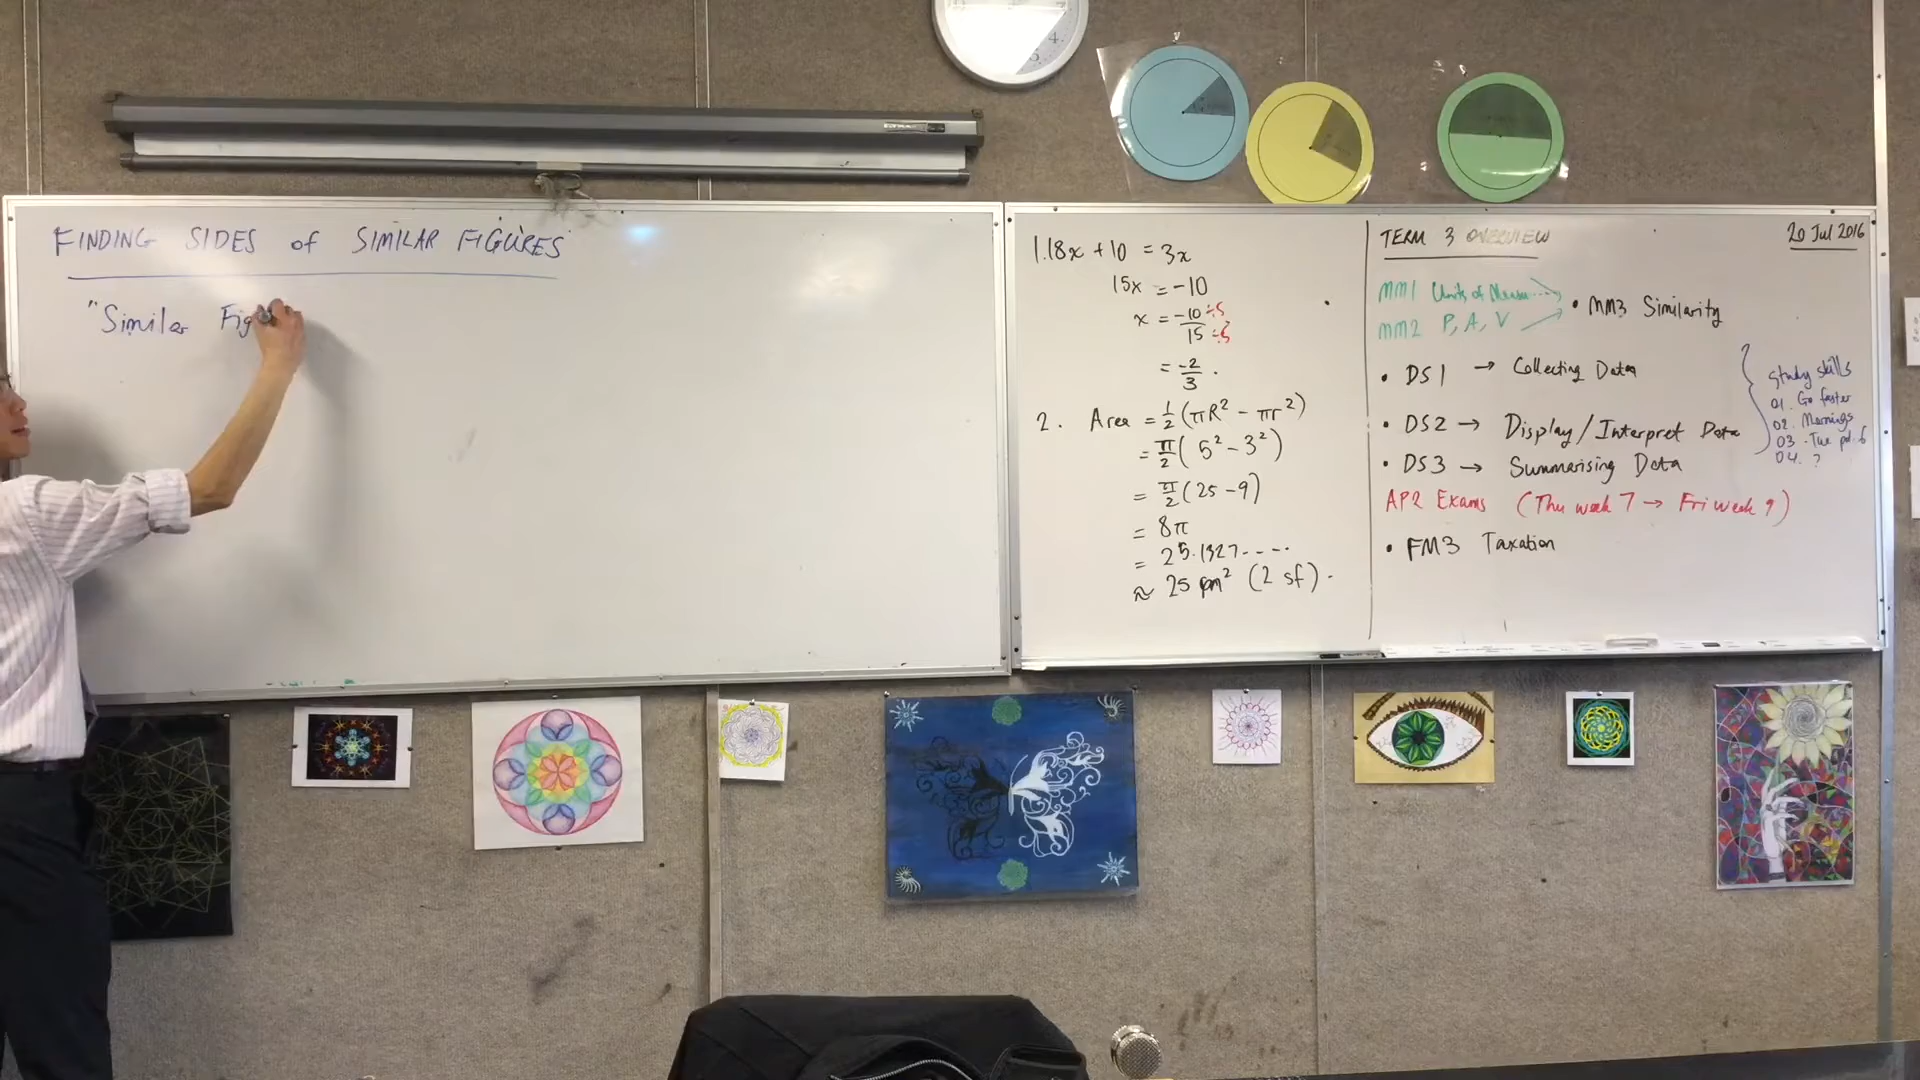 FINDING SIDES of SIMILAR FIGURES
"Similar Fig
1. 18x + 10 = 3x
15x = -10
x = -10/15 ÷5 ÷5
= -2/3 .
2. Area = 1/2 (πR² - πr²)
= π/2 ( 5² - 3² )
= π/2 (25 - 9)
= 8π
= 25.1327.....
≈ 25 m² (2 sf) .
TERM 3 OVERVIEW
20 Jul 2016
MM1 Units of
MM2 P, A, V
• MM3 Similarity
• DS1 → Collecting Data
• DS2 → Display/Interpret Data
• DS3 → Summarising Data
AP2 Exams (Thu week 7 → Fri week 9)
• FM3 Taxation
Study skills
01. Go faster
02. Mornings
03.
04. ?